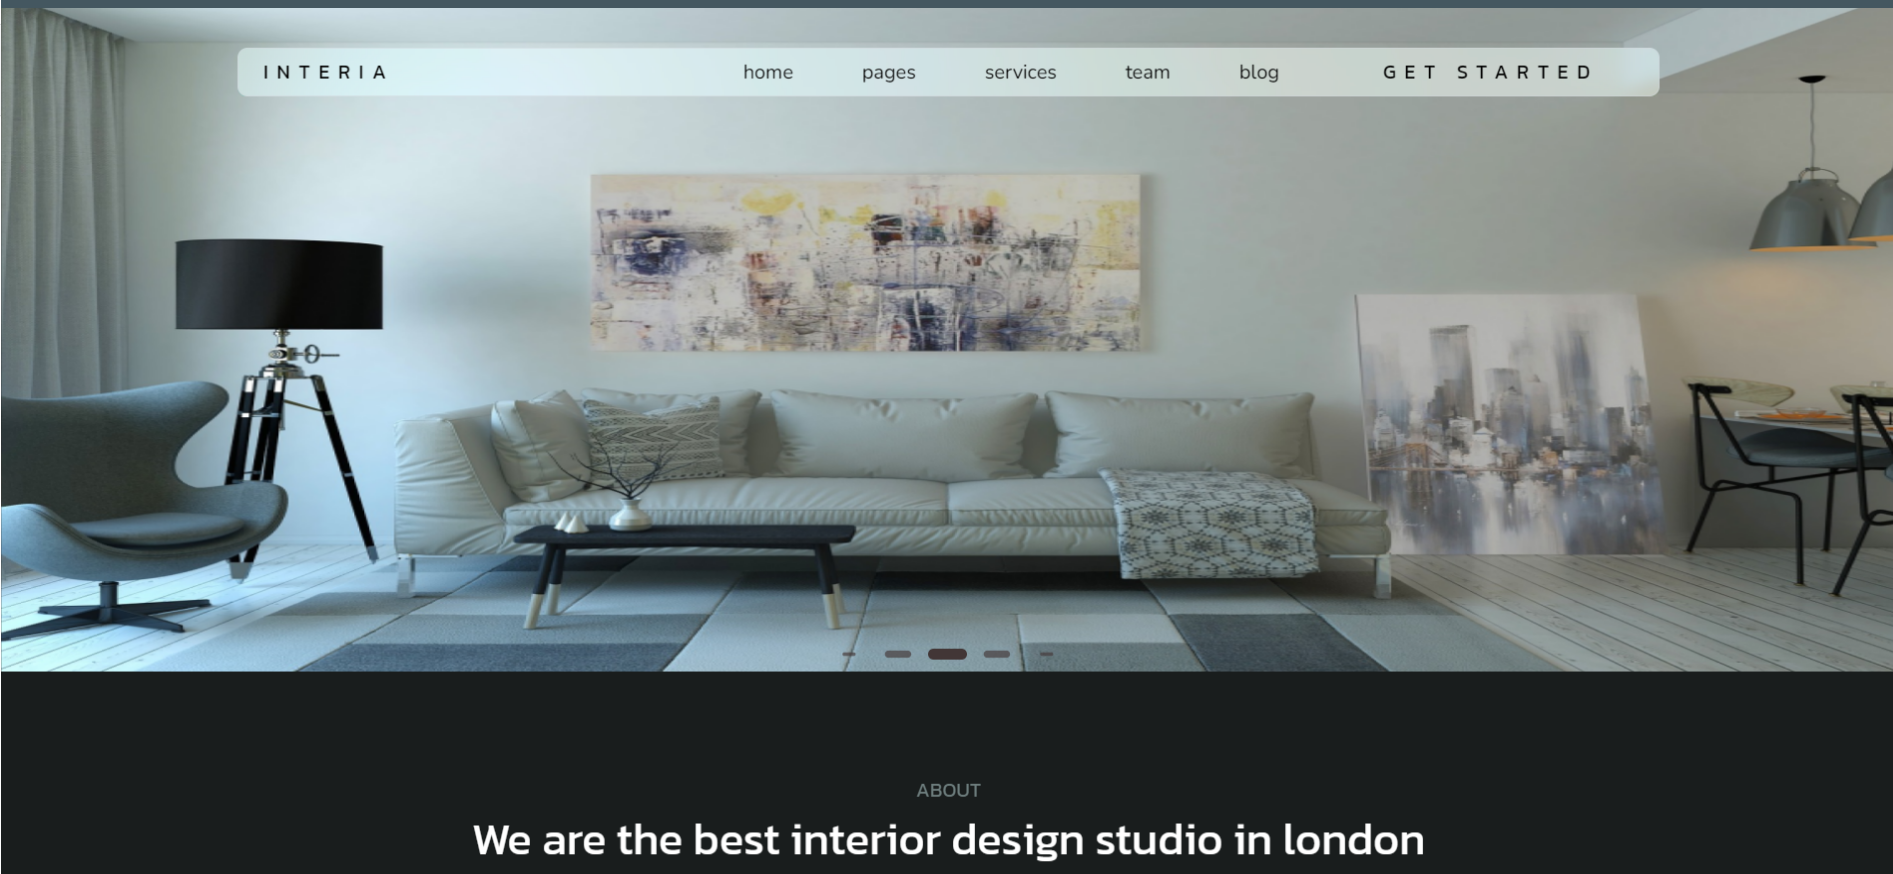 INTERIA home pages services team blog GET STARTED
ABOUT
We are the best interior design studio in london